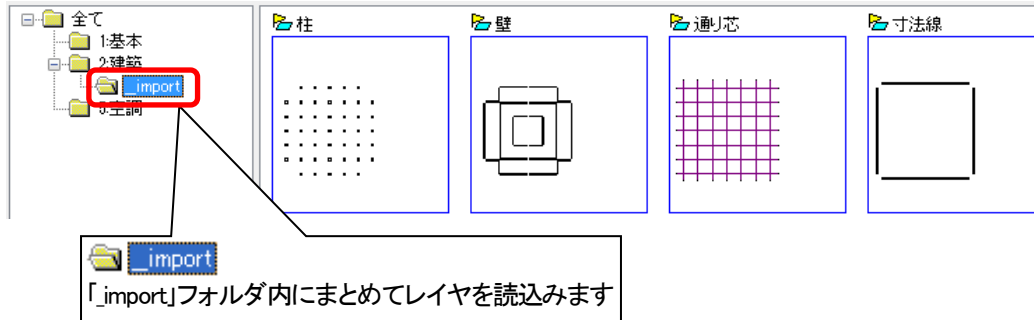 全て
1:基本
2:建築
_import
3:空調
柱
壁
通り芯
寸法線
_import
「_import」フォルダ内にまとめてレイヤを読込みます